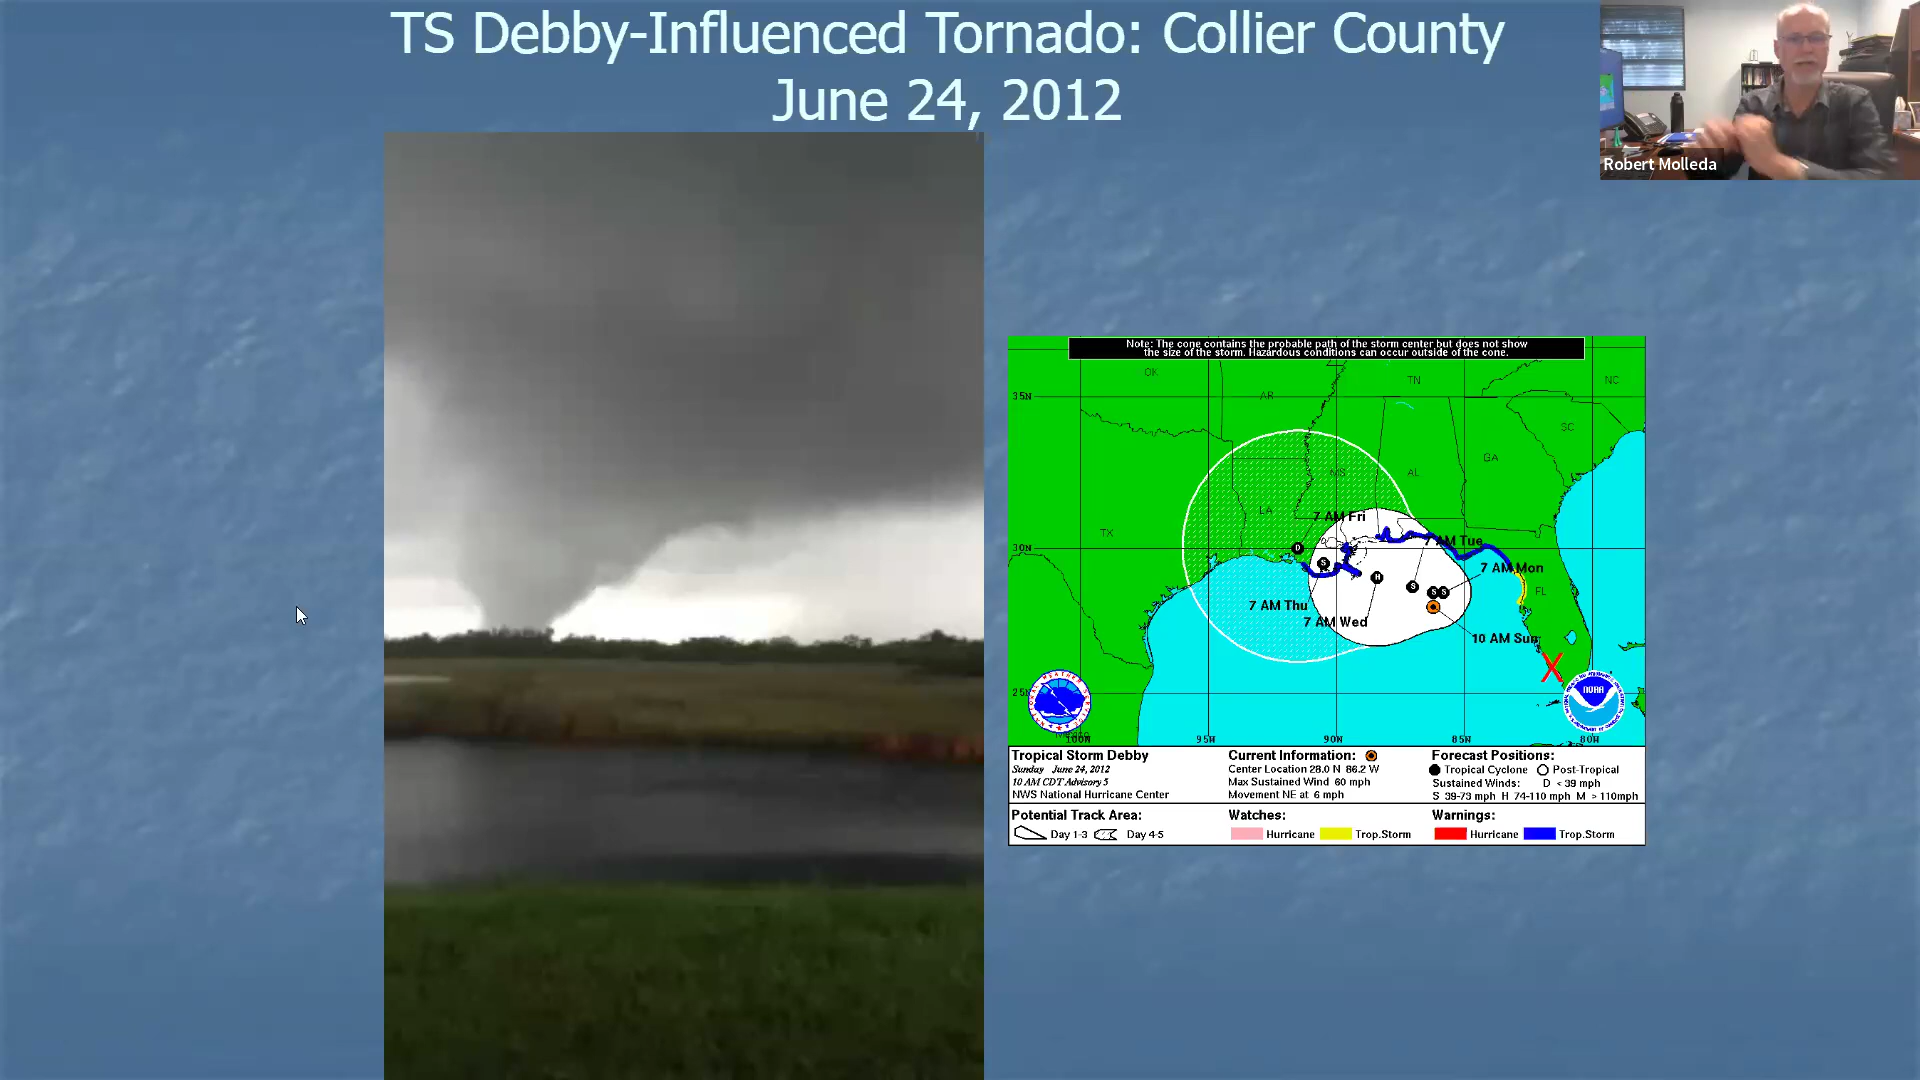 TS Debby-Influenced Tornado: Collier County
June 24, 2012
Robert Molleda
Note: The cone contains the probable path of the storm center but does not show
the size of the storm. Hazardous conditions can occur outside of the cone.
OK
TN
NC
AR
35N
SC
MS
AL
GA
LA
7 AM Fri
TX
7 AM Tue
30N
D
S
H
S
S
S
7 AM Mon
FL
7 AM Thu
7 AM Wed
10 AM Sun
X
25N
NOAA
Mexico
100W
95W
90W
85W
80W
Tropical Storm Debby
Sunday June 24, 2012
10 AM CDT Advisory 5
NWS National Hurricane Center
Current Information:
Center Location 28.0 N 86.2 W
Max Sustained Wind 60 mph
Movement NE at 6 mph
Forecast Positions:
Tropical Cyclone Post-Tropical
Sustained Winds: D < 39 mph
S 39-73 mph H 74-110 mph M > 110mph
Potential Track Area:
Day 1-3 Day 4-5
Watches:
Hurricane Trop.Storm
Warnings:
Hurricane Trop.Storm